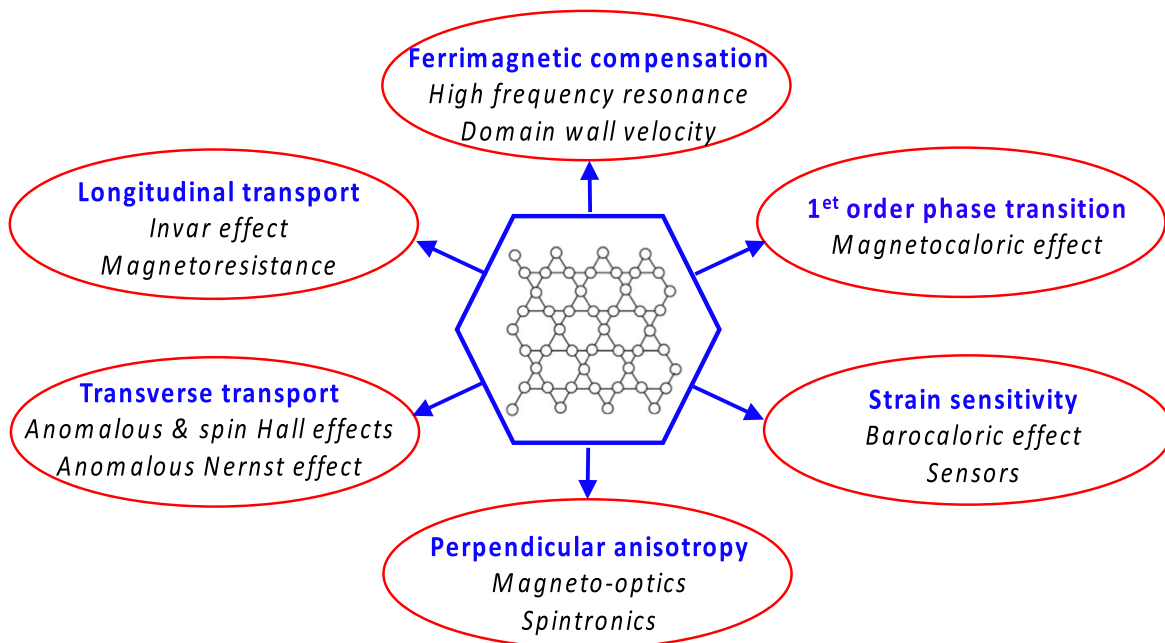 Ferrimagnetic compensation
High frequency resonance
Domain wall velocity
Longitudinal transport
Invar effect
Magnetoresistance
1et order phase transition
Magnetocaloric effect
Transverse transport
Anomalous & spin Hall effects
Anomalous Nernst effect
Strain sensitivity
Barocaloric effect
Sensors
Perpendicular anisotropy
Magneto-optics
Spintronics